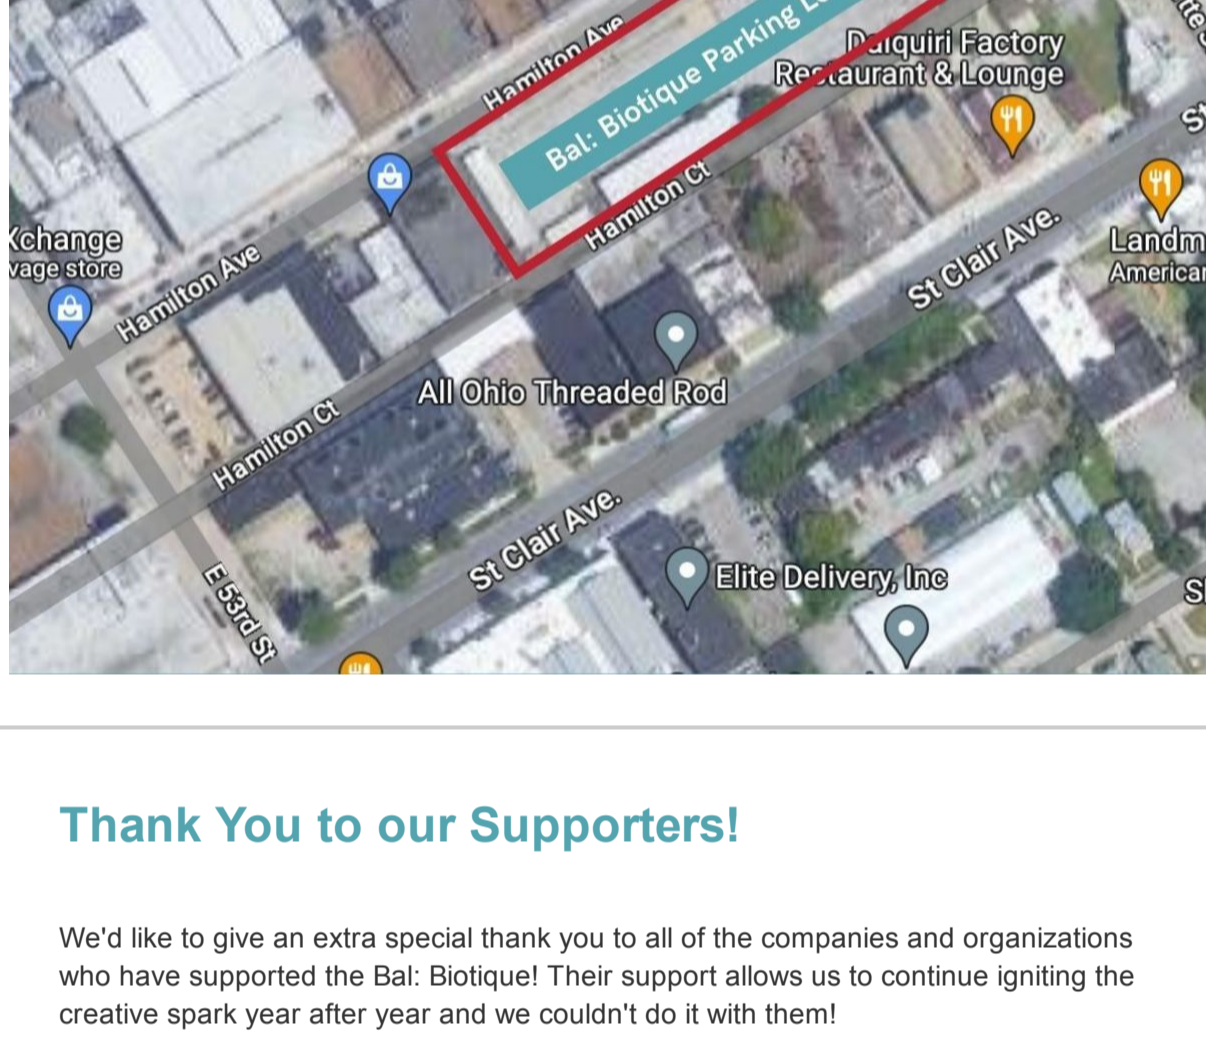 Hamilton Ave
Bal: Biotique Parking
Daiquiri Factory
Restaurant & Lounge
Hamilton Ct
Hamilton Ave
St Clair Ave.
All Ohio Threaded Rod
Hamilton Ct
St Clair Ave.
E 53rd St
Elite Delivery, Inc
Thank You to our Supporters!
We'd like to give an extra special thank you to all of the companies and organizations
who have supported the Bal: Biotique! Their support allows us to continue igniting the
creative spark year after year and we couldn't do it with them!